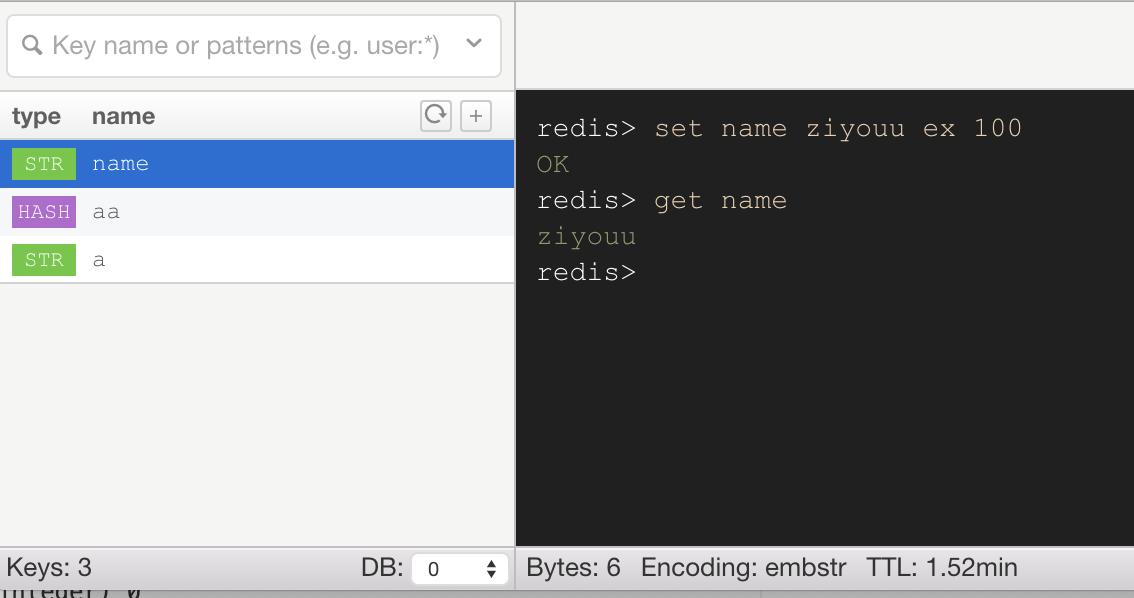 Key name or patterns (e.g. user:*)
type name
STR name
HASH aa
STR a
redis> set name ziyouu ex 100
OK
redis> get name
ziyouu
redis>
Keys: 3 DB: 0
Bytes: 6 Encoding: embstr TTL: 1.52min